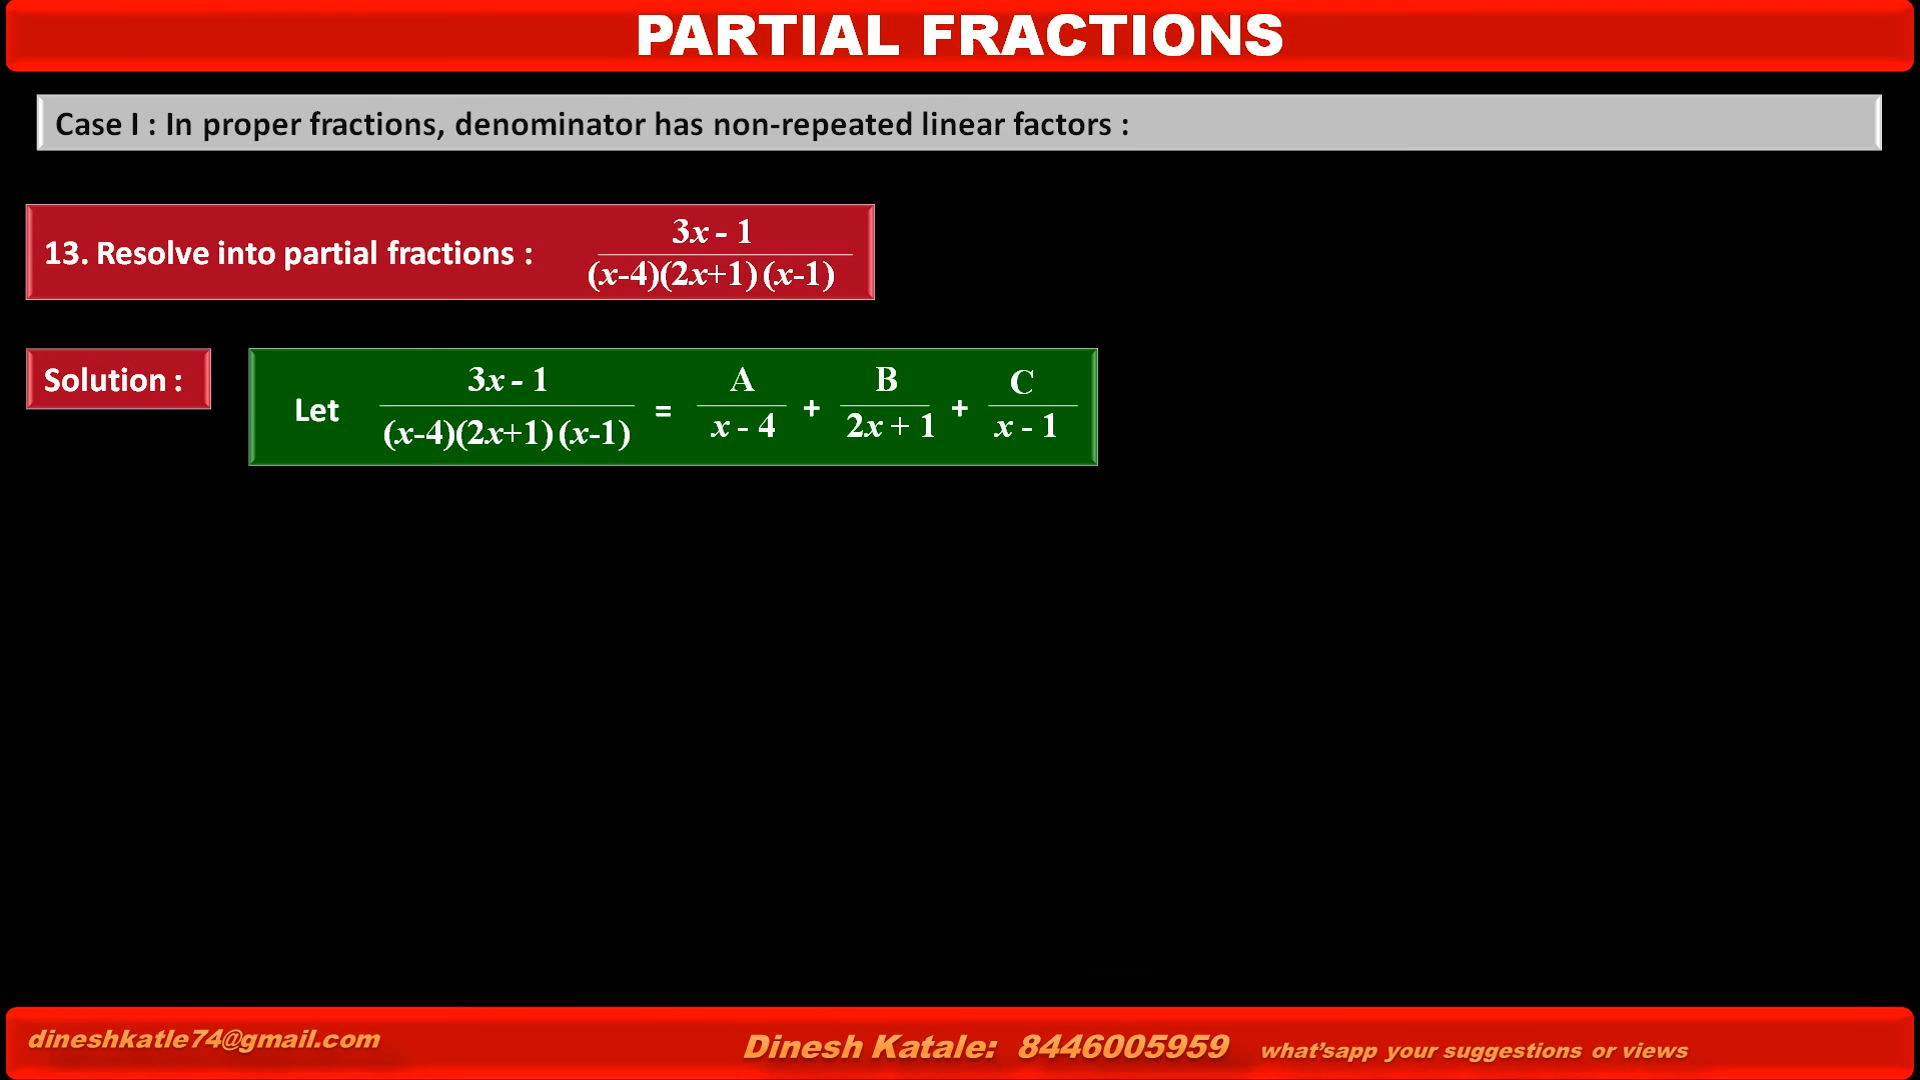 PARTIAL FRACTIONS
Case I : In proper fractions, denominator has non-repeated linear factors :
13. Resolve into partial fractions :
3x - 1
(x-4)(2x+1) (x-1)
Solution :
Let
3x - 1
(x-4)(2x+1) (x-1)
=
A
x - 4
+
B
2x + 1
+
C
x - 1
dineshkatle74@gmail.com
Dinesh Katale: 8446005959 what'sapp your suggestions or views